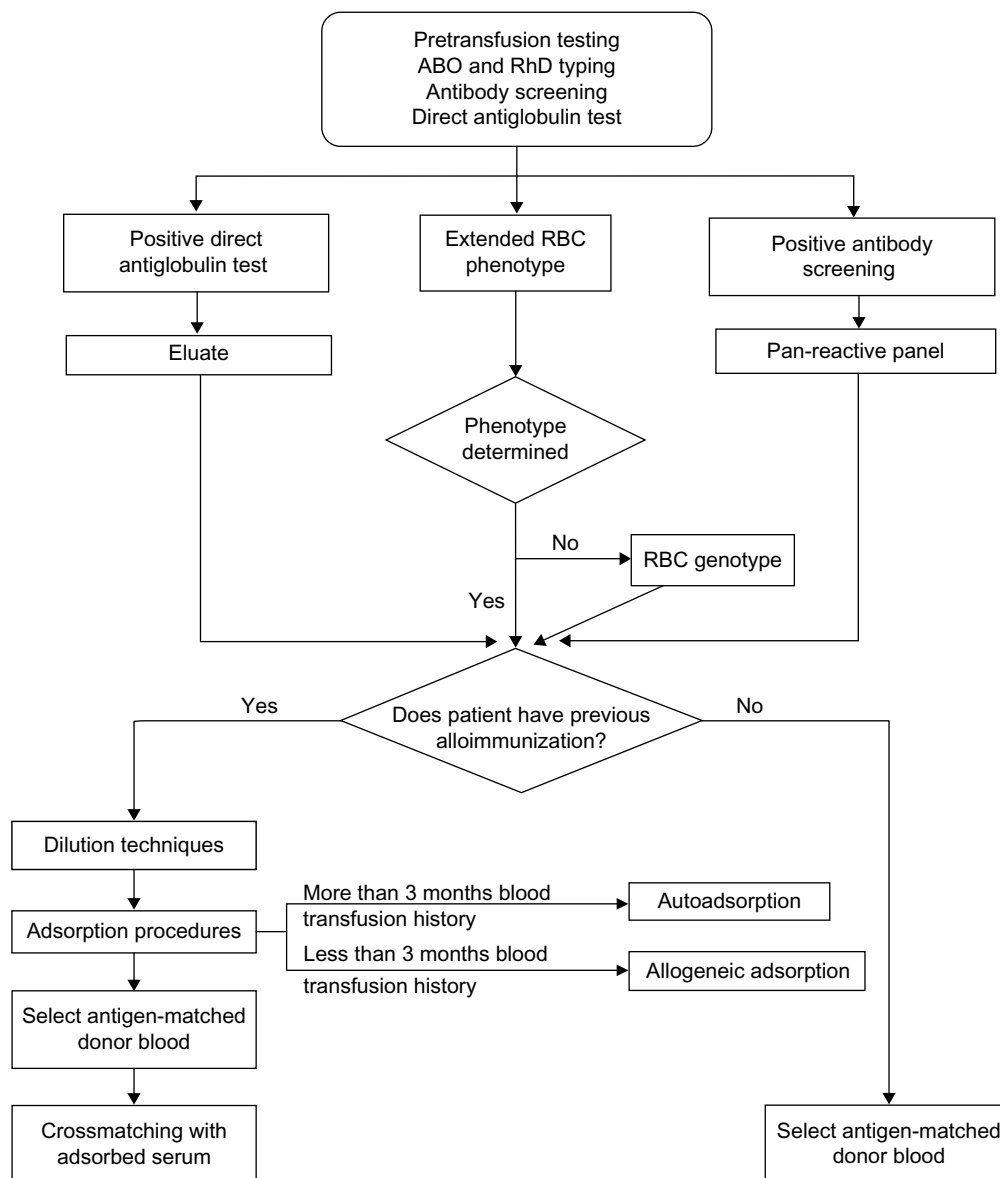 Pretransfusion testing
ABO and RhD typing
Antibody screening
Direct antiglobulin test
Positive direct
antiglobulin test
Extended RBC
phenotype
Positive antibody
screening
Eluate
Pan-reactive panel
Phenotype
determined
No
RBC genotype
Yes
Yes
Does patient have previous
alloimmunization?
No
Dilution techniques
Adsorption procedures
More than 3 months blood
transfusion history
Autoadsorption
Less than 3 months blood
transfusion history
Allogeneic adsorption
Select antigen-matched
donor blood
Crossmatching with
adsorbed serum
Select antigen-matched
donor blood